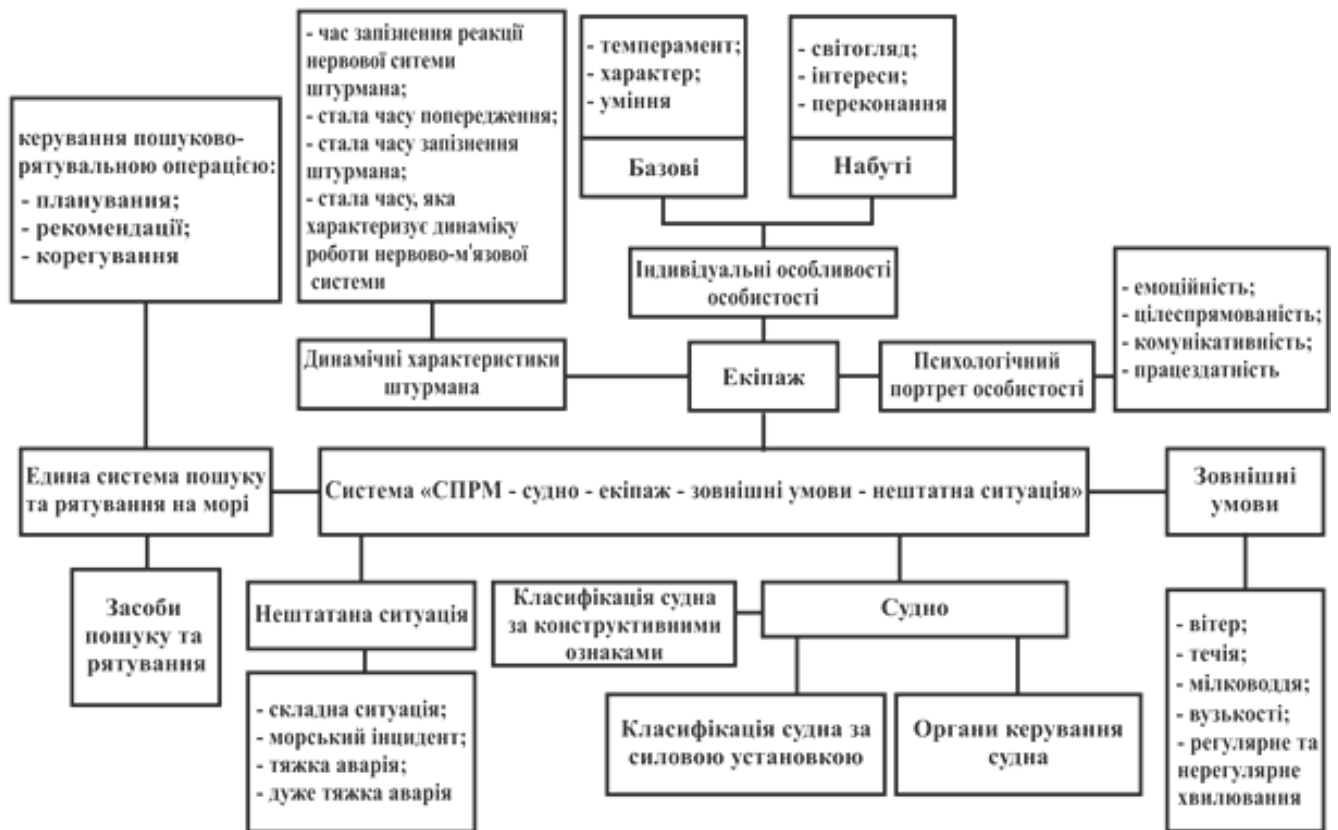 керування пошуково-
рятувальною операцією:
- планування;
- рекомендації;
- корегування
- час запізнення реакції
нервової ситеми
штурмана;
- стала часу попередження;
- стала часу запізнення
штурмана;
- стала часу, яка
характеризує динаміку
роботи нервово-м'язової
системи
- темперамент;
- характер;
- уміння
Базові
- світогляд;
- інтереси;
- переконання
Набуті
Індивідуальні особливості
особистості
Динамічні характеристики
штурмана
Екіпаж
Психологічний
портрет особистості
- емоційність;
- цілеспрямованість;
- комунікативність;
- працездатність
Едина система пошуку
та рятування на морі
Система «СПРМ - судно - екіпаж - зовнішні умови - нештатна ситуація»
Зовнішні
умови
Засоби
пошуку та
рятування
Нештатана ситуація
- складна ситуація;
- морський інцидент;
- тяжка аварія;
- дуже тяжка аварія
Класифікація судна
за конструктивними
ознаками
Судно
Класифікація судна за
силовою установкою
Органи керування
судна
- вітер;
- течія;
- мілководдя;
- вузькості;
- регулярне та
нерегулярне
хвилювання